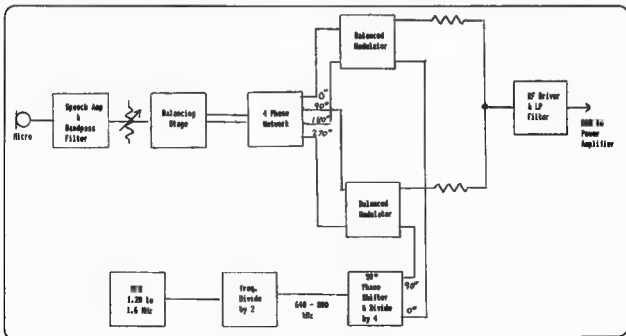 Speech Amp
&
Bandpass
Filter
Micro
Balancing
Stage
4 Phase
Network
0°
90°
180°
270°
Balanced
Modulator
Balanced
Modulator
RF Driver
& LP
Filter
to
Power
Amplifier
1.28 to
1.6 MHz
freq.
Divide
by 2
640 - 800
kHz
90°
Phase
Shifter
& Divide
by 4
90°
0°